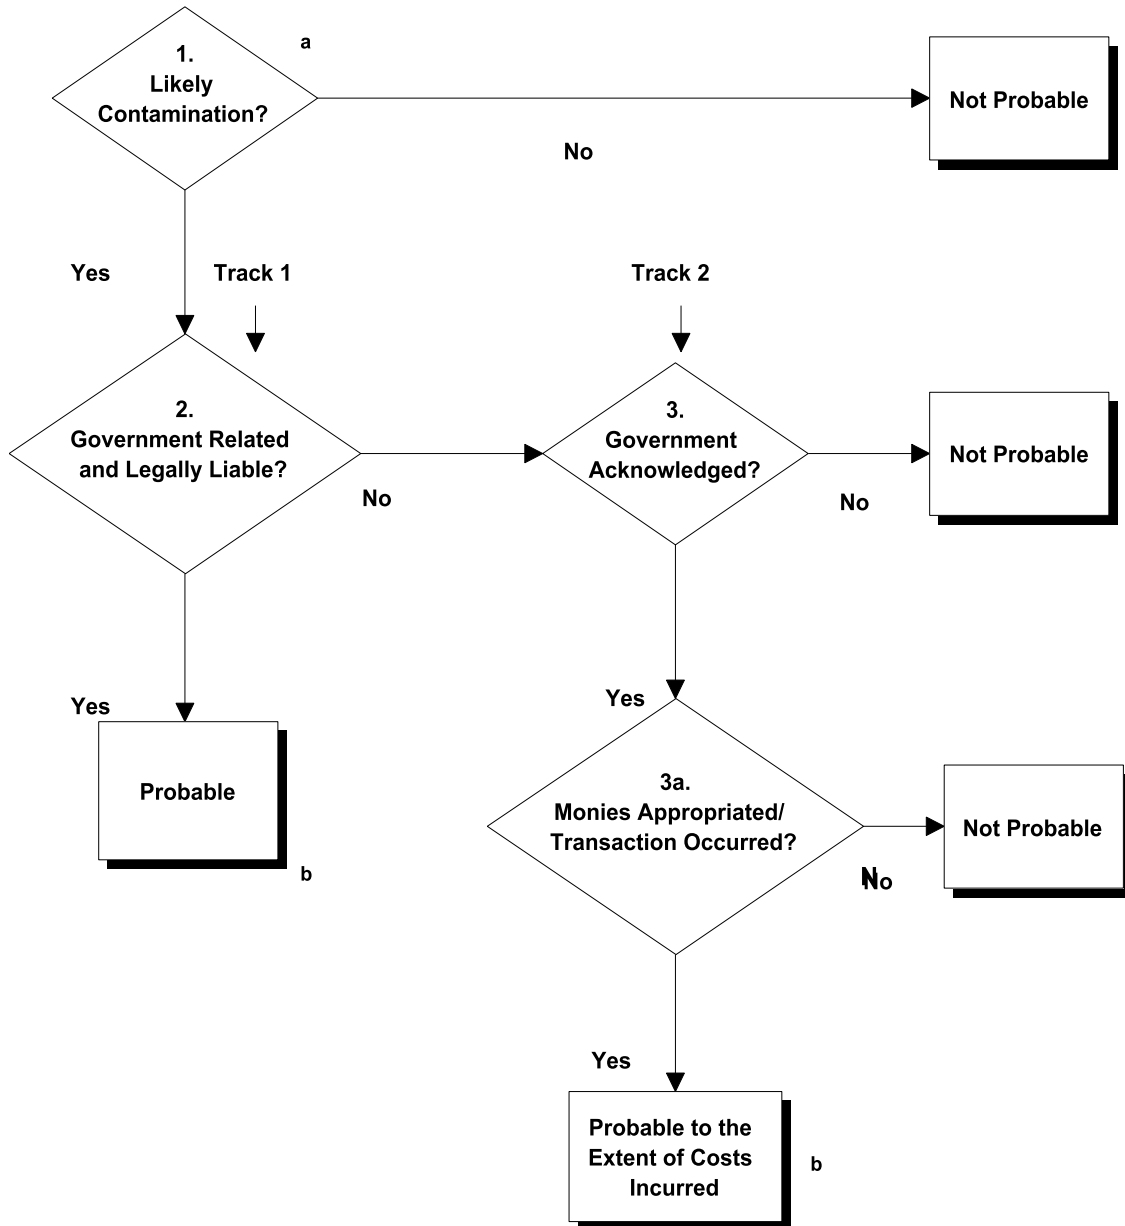 1.
Likely
Contamination?
a
Not Probable
No
Yes
Track 1
Track 2
2.
Government Related
and Legally Liable?
No
3.
Government
Acknowledged?
No
Not Probable
Yes
Probable
b
Yes
3a.
Monies Appropriated/
Transaction Occurred?
No
Not Probable
Yes
Probable to the
Extent of Costs
Incurred
b